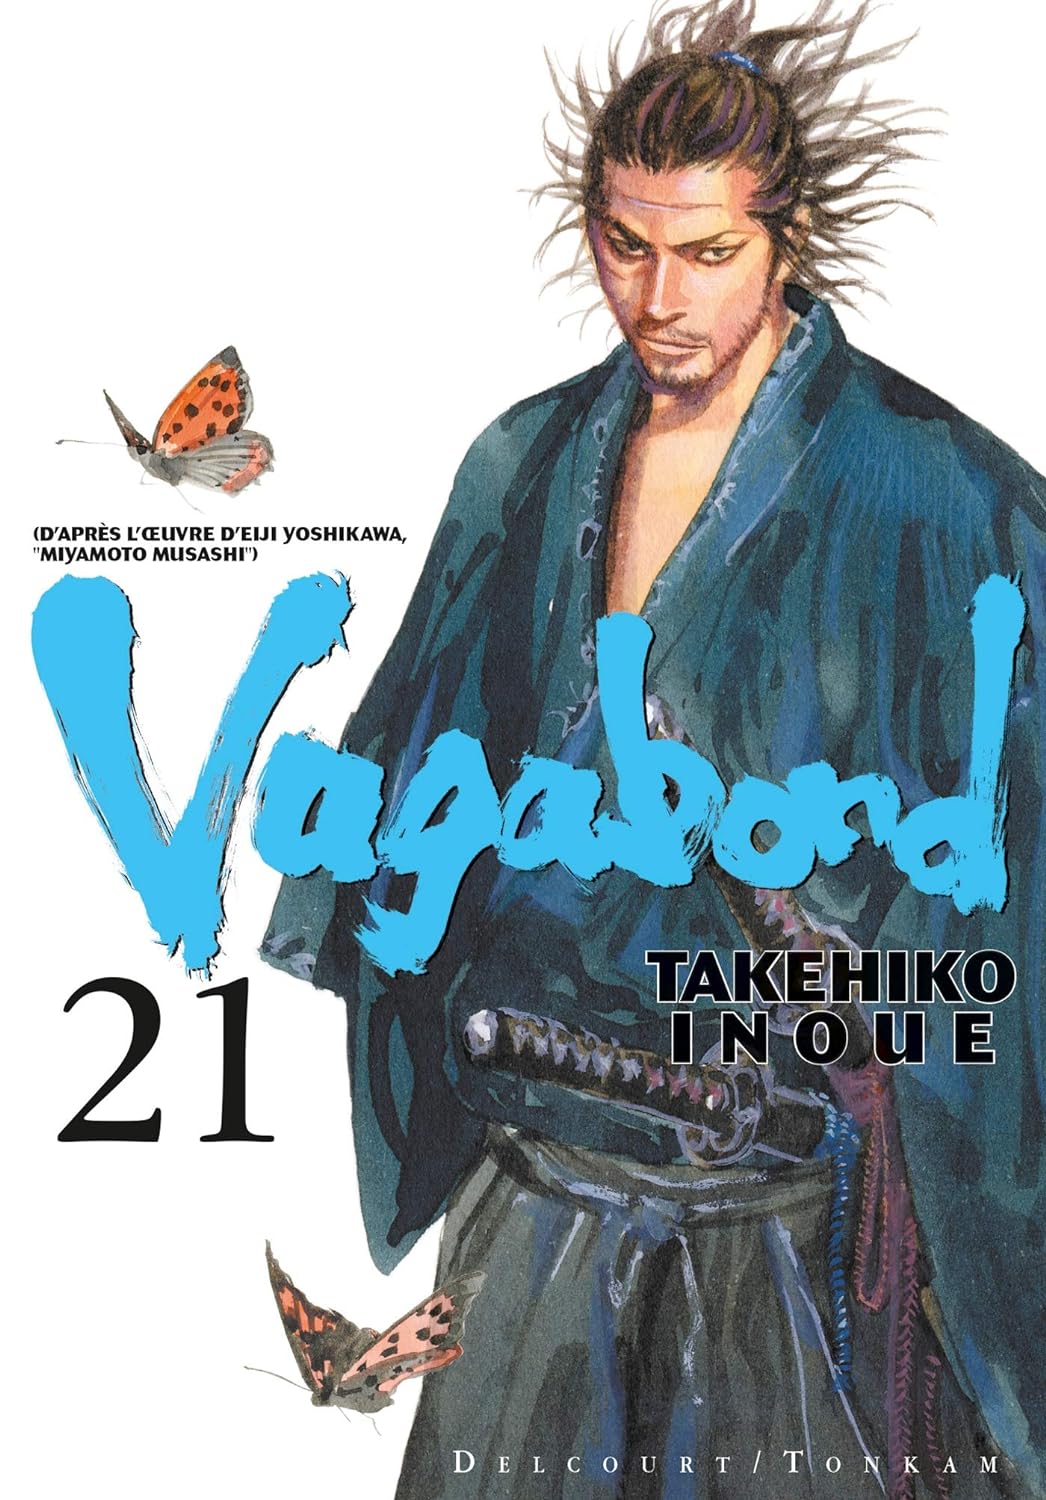 (D'APRÈS L'ŒUVRE D'EIJI YOSHIKAWA,
"MIYAMOTO MUSASHI")
Vagabond
21
TAKEHIKO
INOUE
DELCOURT/TONKAM